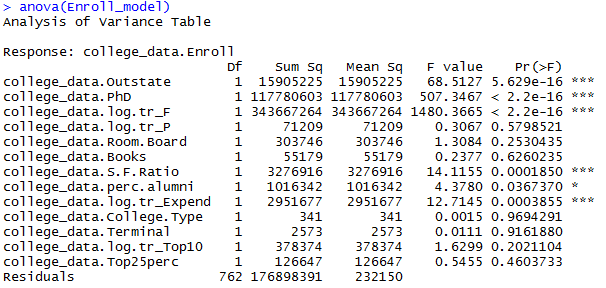 > anova(Enroll_model)
Analysis of Variance Table

Response: college_data.Enroll
                         Df    Sum Sq   Mean Sq   F value    Pr(>F)
college_data.Outstate     1  15905225  15905225   68.5127 5.629e-16 ***
college_data.PhD          1 117780603 117780603  507.3467 < 2.2e-16 ***
college_data.log.tr_F     1 343667264 343667264 1480.3665 < 2.2e-16 ***
college_data.log.tr_P     1     71209     71209    0.3067 0.5798521
college_data.Room.Board   1    303746    303746    1.3084 0.2530435
college_data.Books        1     55179     55179    0.2377 0.6260235
college_data.S.F.Ratio    1   3276916   3276916   14.1155 0.0001850 ***
college_data.perc.alumni  1   1016342   1016342    4.3780 0.0367370 *
college_data.log.tr_Expend 1   2951677   2951677   12.7145 0.0003855 ***
college_data.College.Type 1       341       341    0.0015 0.9694291
college_data.Terminal     1      2573      2573    0.0111 0.9161880
college_data.log.tr_Top10 1    378374    378374    1.6299 0.2021104
college_data.Top25perc    1    126647    126647    0.5455 0.4603733
Residuals               762 176898391    232150